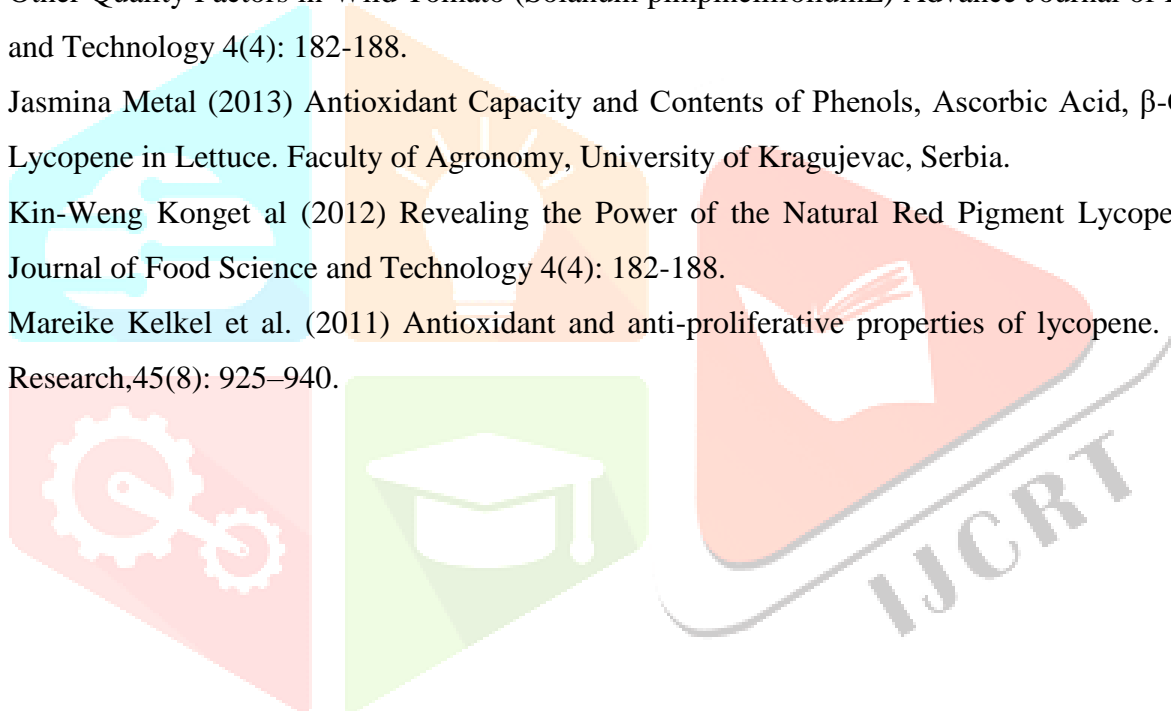 Other Quality Factors in Wild Tomato (Solanum pimpinellifoliumL) Advance Journal of
and Technology 4(4): 182-188.
Jasmina Metal (2013) Antioxidant Capacity and Contents of Phenols, Ascorbic Acid, β-
Lycopene in Lettuce. Faculty of Agronomy, University of Kragujevac, Serbia.
Kin-Weng Konget al (2012) Revealing the Power of the Natural Red Pigment Lycope
Journal of Food Science and Technology 4(4): 182-188.
Mareike Kelkel et al. (2011) Antioxidant and anti-proliferative properties of lycopene.
Research,45(8): 925–940.
IJCRT